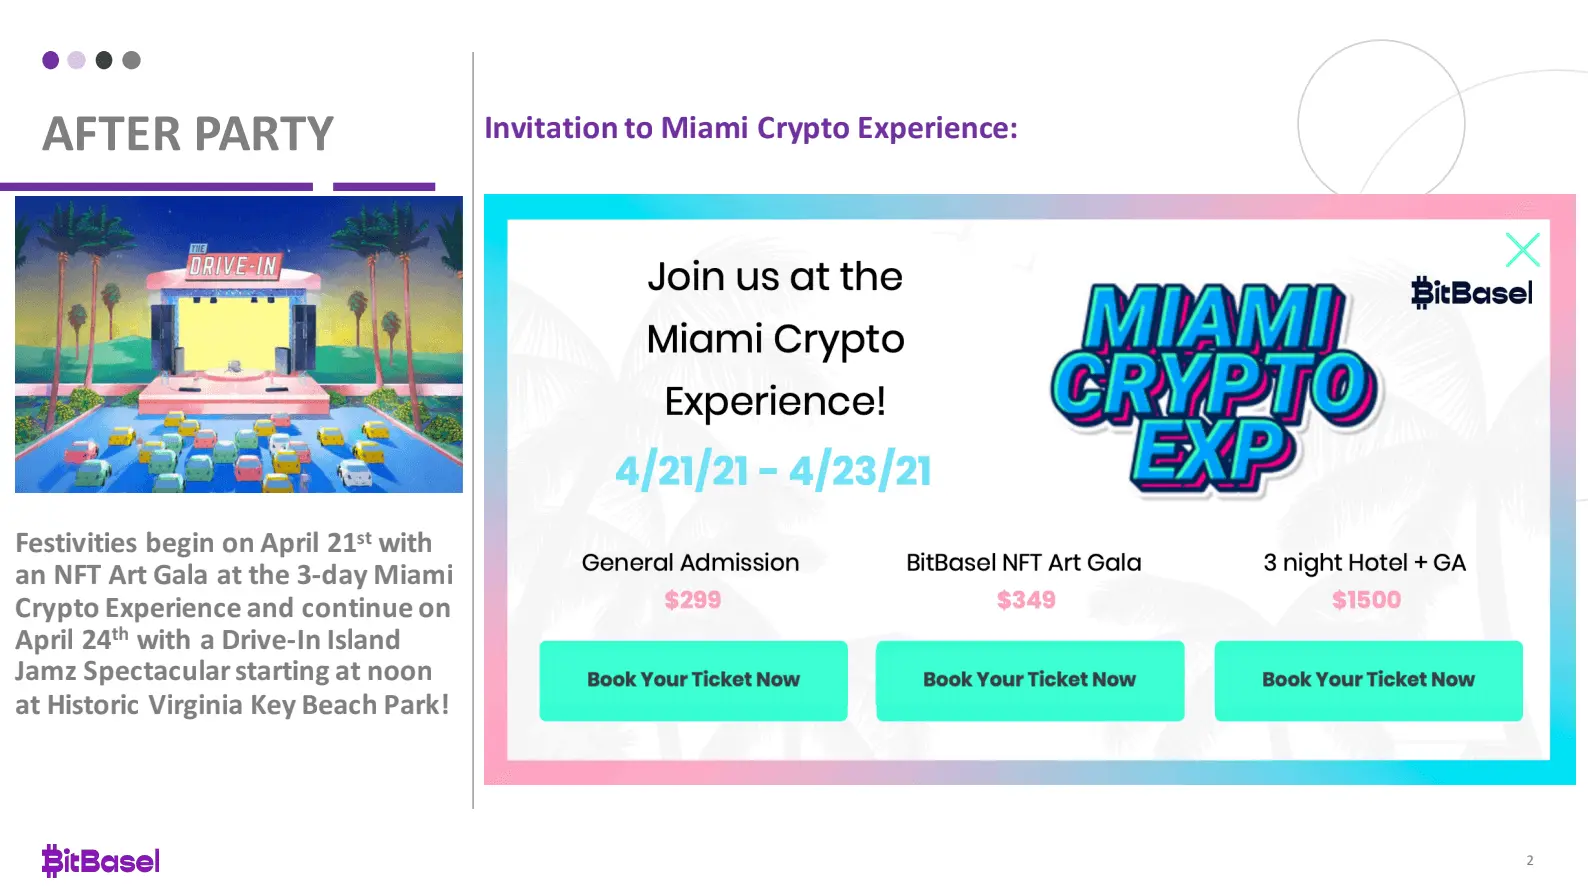 AFTER PARTY
THE
DRIVE-IN
Festivities begin on April 21st with
an NFT Art Gala at the 3-day Miami
Crypto Experience and continue on
April 24th with a Drive-In Island
Jamz Spectacular starting at noon
at Historic Virginia Key Beach Park!
Invitation to Miami Crypto Experience:
Join us at the
Miami Crypto
Experience!
4/21/21 - 4/23/21
MIAMI
CRYPTO
EXP
BitBasel
General Admission
$299
Book Your Ticket Now
BitBasel NFT Art Gala
$349
Book Your Ticket Now
3 night Hotel + GA
$1500
Book Your Ticket Now
BitBasel
2